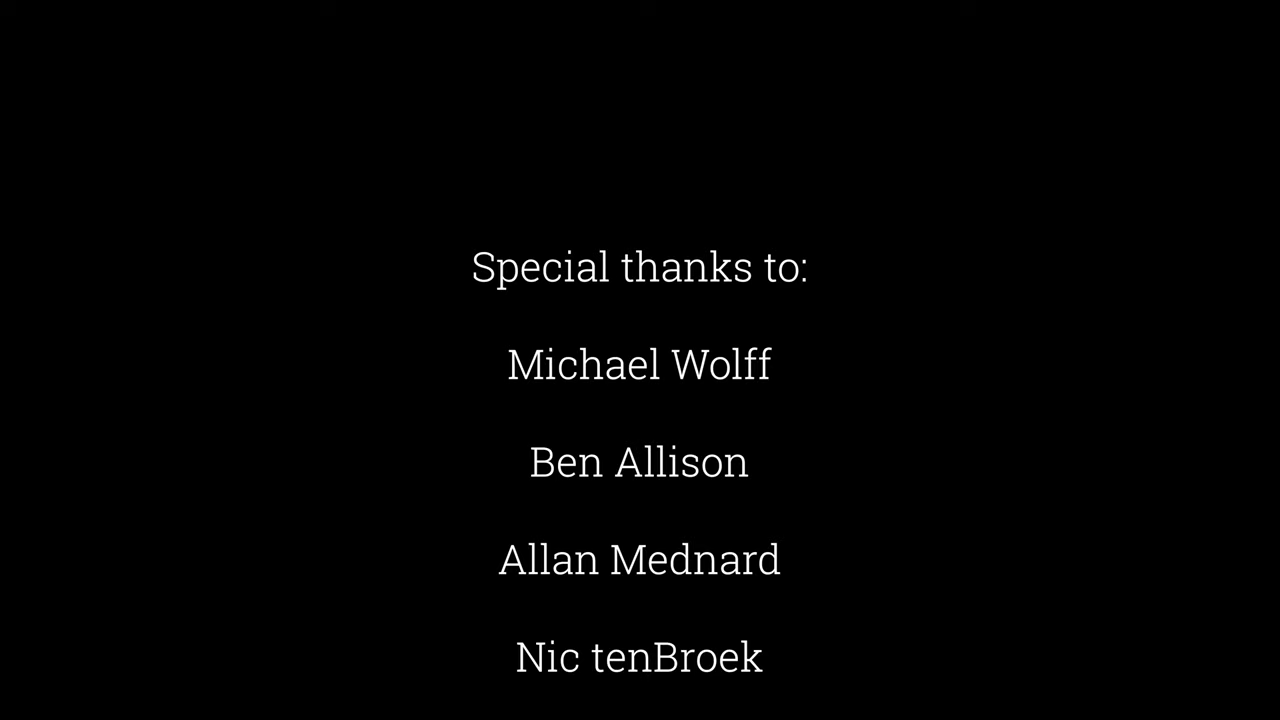 Special thanks to:
Michael Wolff
Ben Allison
Allan Mednard
Nic tenBroek